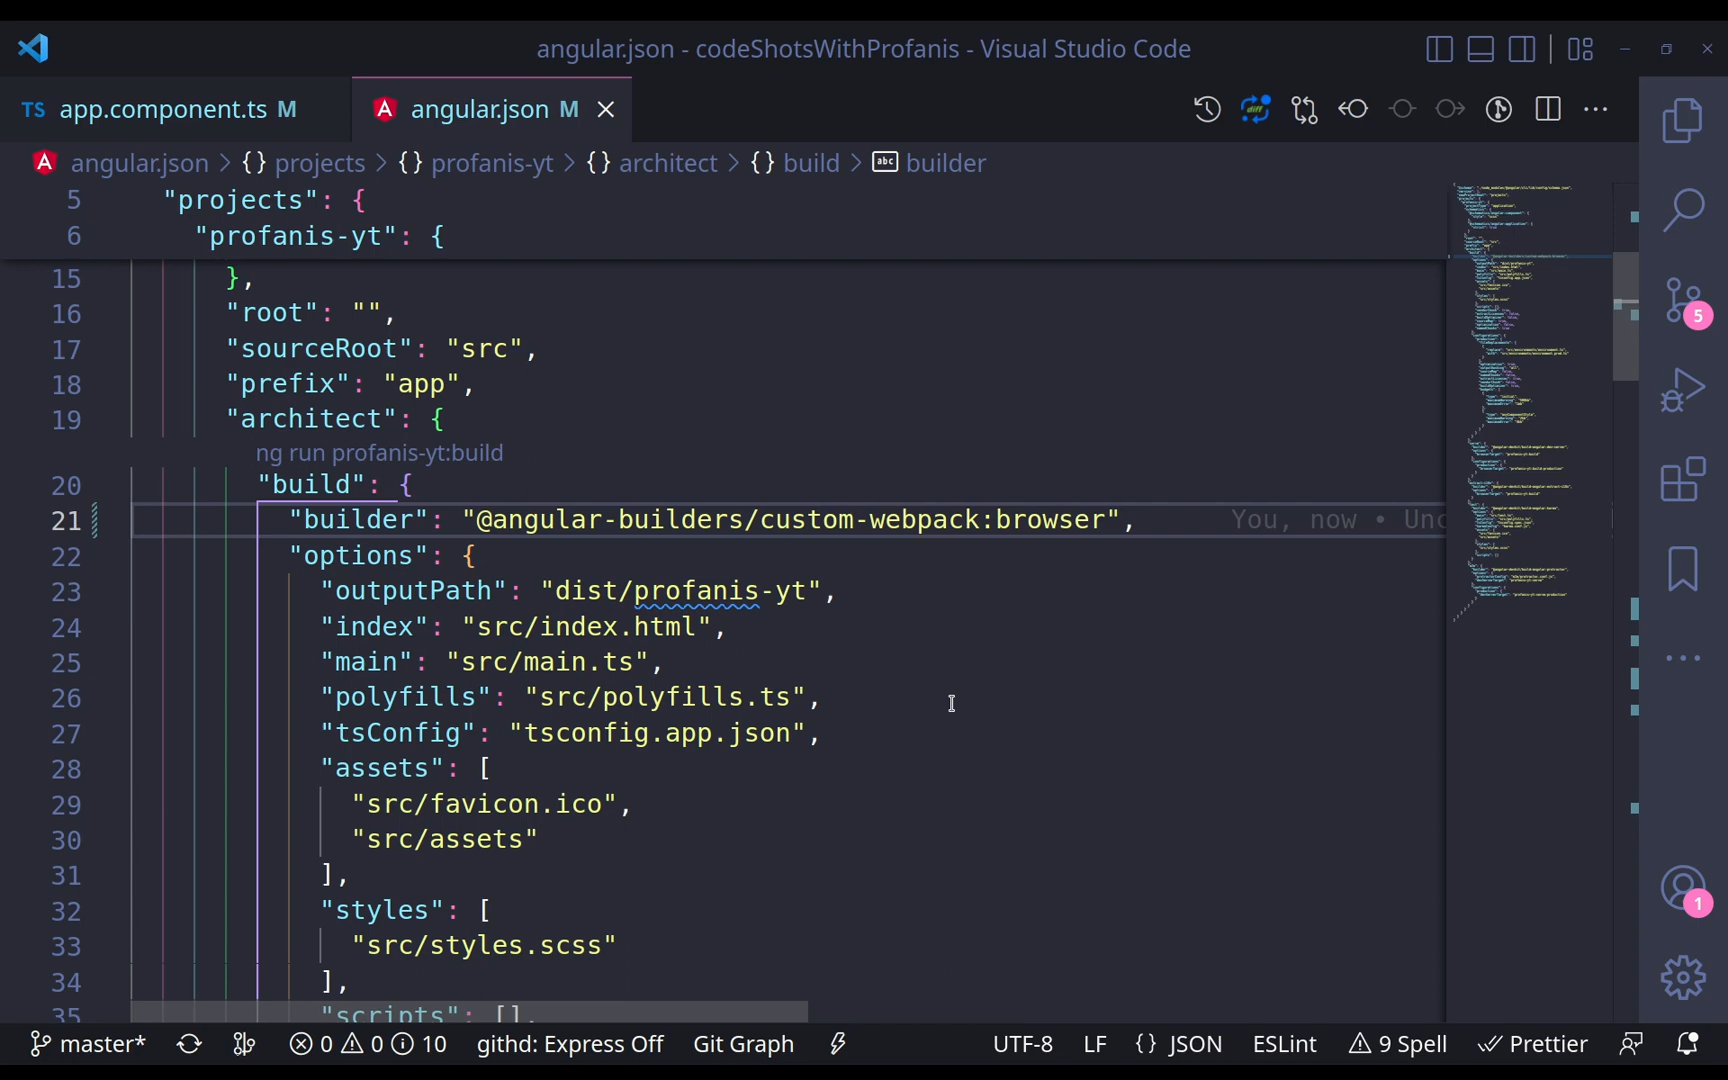 angular.json - codeShotsWithProfanis - Visual Studio Code
TS app.component.ts M
angular.json M
angular.json > {} projects > {} profanis-yt > {} architect > {} build > abc builder
5 "projects": {
6 "profanis-yt": {
15 },
16 "root": "",
17 "sourceRoot": "src",
18 "prefix": "app",
19 "architect": {
ng run profanis-yt:build
20 "build": {
21 "builder": "@angular-builders/custom-webpack:browser", You, now • Unc
22 "options": {
23 "outputPath": "dist/profanis-yt",
24 "index": "src/index.html",
25 "main": "src/main.ts",
26 "polyfills": "src/polyfills.ts",
27 "tsConfig": "tsconfig.app.json",
28 "assets": [
29 "src/favicon.ico",
30 "src/assets"
31 ],
32 "styles": [
33 "src/styles.scss"
34 ],
35 "scripts": [],
5
1
master* 0 0 10 githd: Express Off Git Graph UTF-8 LF {} JSON ESLint 9 Spell Prettier